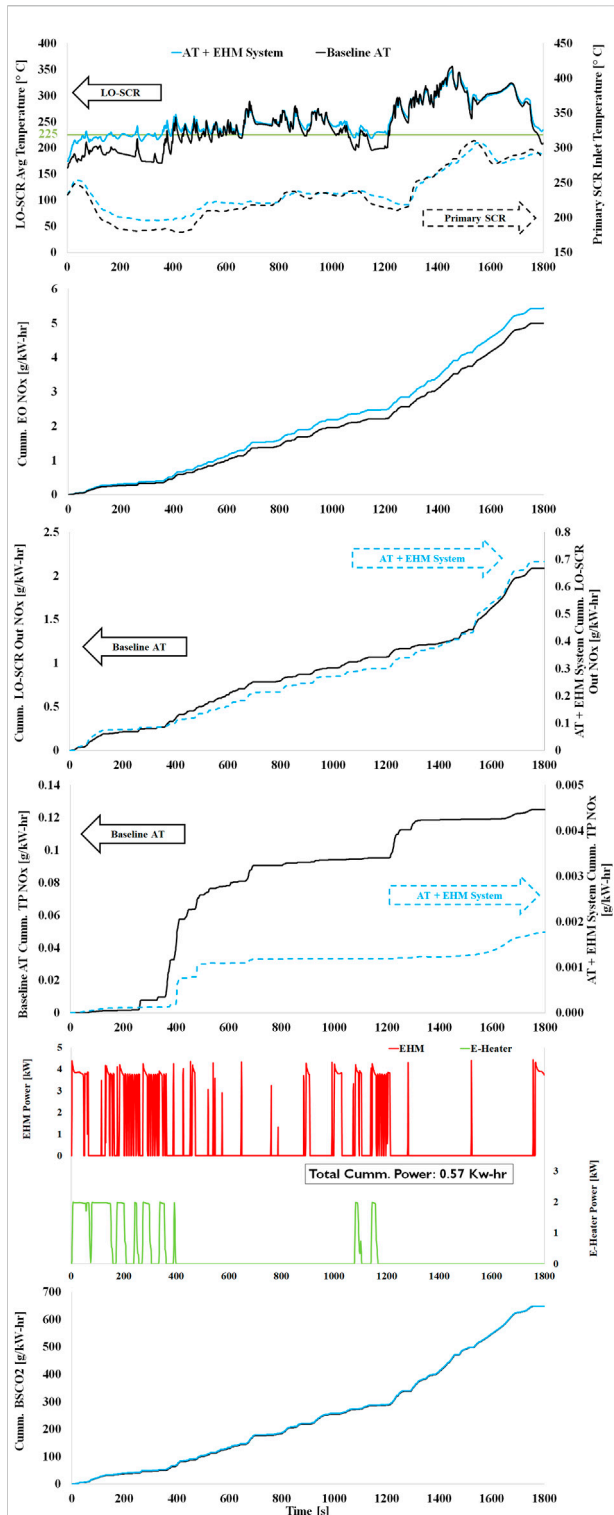 AT + EHM System
Baseline AT
LO-SCR Avg Temperature [° C]
Primary SCR Inlet Temperature [° C]
400
350
300
250
225
200
150
100
50
0
450
400
350
300
250
200
150
LO-SCR
Primary SCR
0 200 400 600 800 1000 1200 1400 1600 1800
Cumm. EO NOx [g/kW-hr]
6
5
4
3
2
1
0
0 200 400 600 800 1000 1200 1400 1600 1800
Cumm. LO-SCR Out NOx [g/kW-hr]
AT + EHM System Cumm. LO-SCR
Out NOx [g/kW-hr]
2.5
2
1.5
1
0.5
0
0.8
0.7
0.6
0.5
0.4
0.3
0.2
0.1
0
AT + EHM System
Baseline AT
0 200 400 600 800 1000 1200 1400 1600 1800
Baseline AT Cumm. TP NOx [g/kW-hr]
AT + EHM System Cumm. TP NOx
[g/kW-hr]
0.14
0.12
0.1
0.08
0.06
0.04
0.02
0
0.005
0.004
0.003
0.002
0.001
0.000
Baseline AT
AT + EHM System
0 200 400 600 800 1000 1200 1400 1600 1800
EHM
E-Heater
EHM Power [kW]
5
4
3
2
1
0
Total Cumm. Power: 0.57 Kw-hr
E-Heater Power [kW]
3
2
1
0
0 200 400 600 800 1000 1200 1400 1600 1800
Cumm. BSCO2 [g/kW-hr]
700
600
500
400
300
200
100
0
0 200 400 600 800 1000 1200 1400 1600 1800
Time [s]